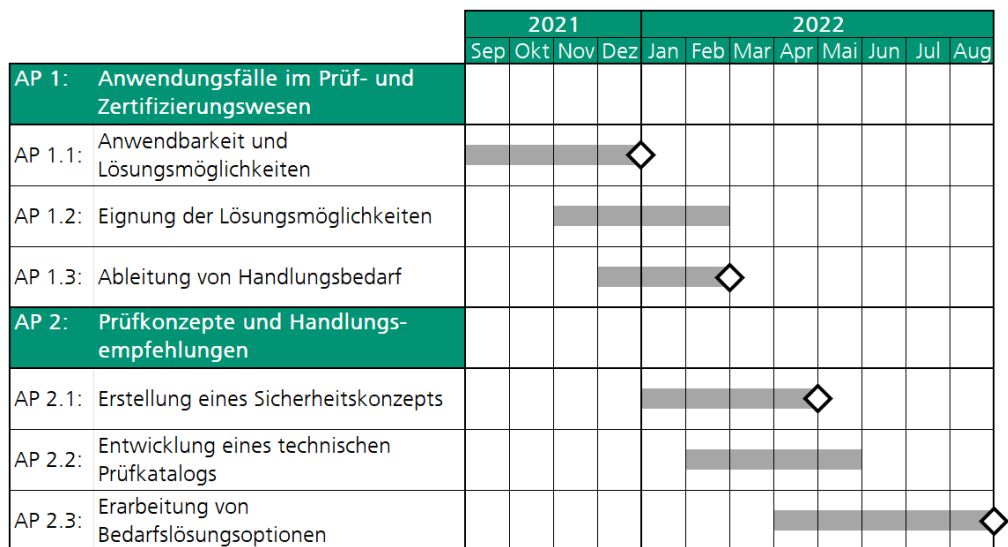 2021 2022
Sep Okt Nov Dez Jan Feb Mar Apr Mai Jun Jul Aug
AP 1: Anwendungsfälle im Prüf- und
Zertifizierungswesen
AP 1.1: Anwendbarkeit und
Lösungsmöglichkeiten
AP 1.2: Eignung der Lösungsmöglichkeiten
AP 1.3: Ableitung von Handlungsbedarf
AP 2: Prüfkonzepte und Handlungs-
empfehlungen
AP 2.1: Erstellung eines Sicherheitskonzepts
AP 2.2: Entwicklung eines technischen
Prüfkatalogs
AP 2.3: Erarbeitung von
Bedarfslösungsoptionen